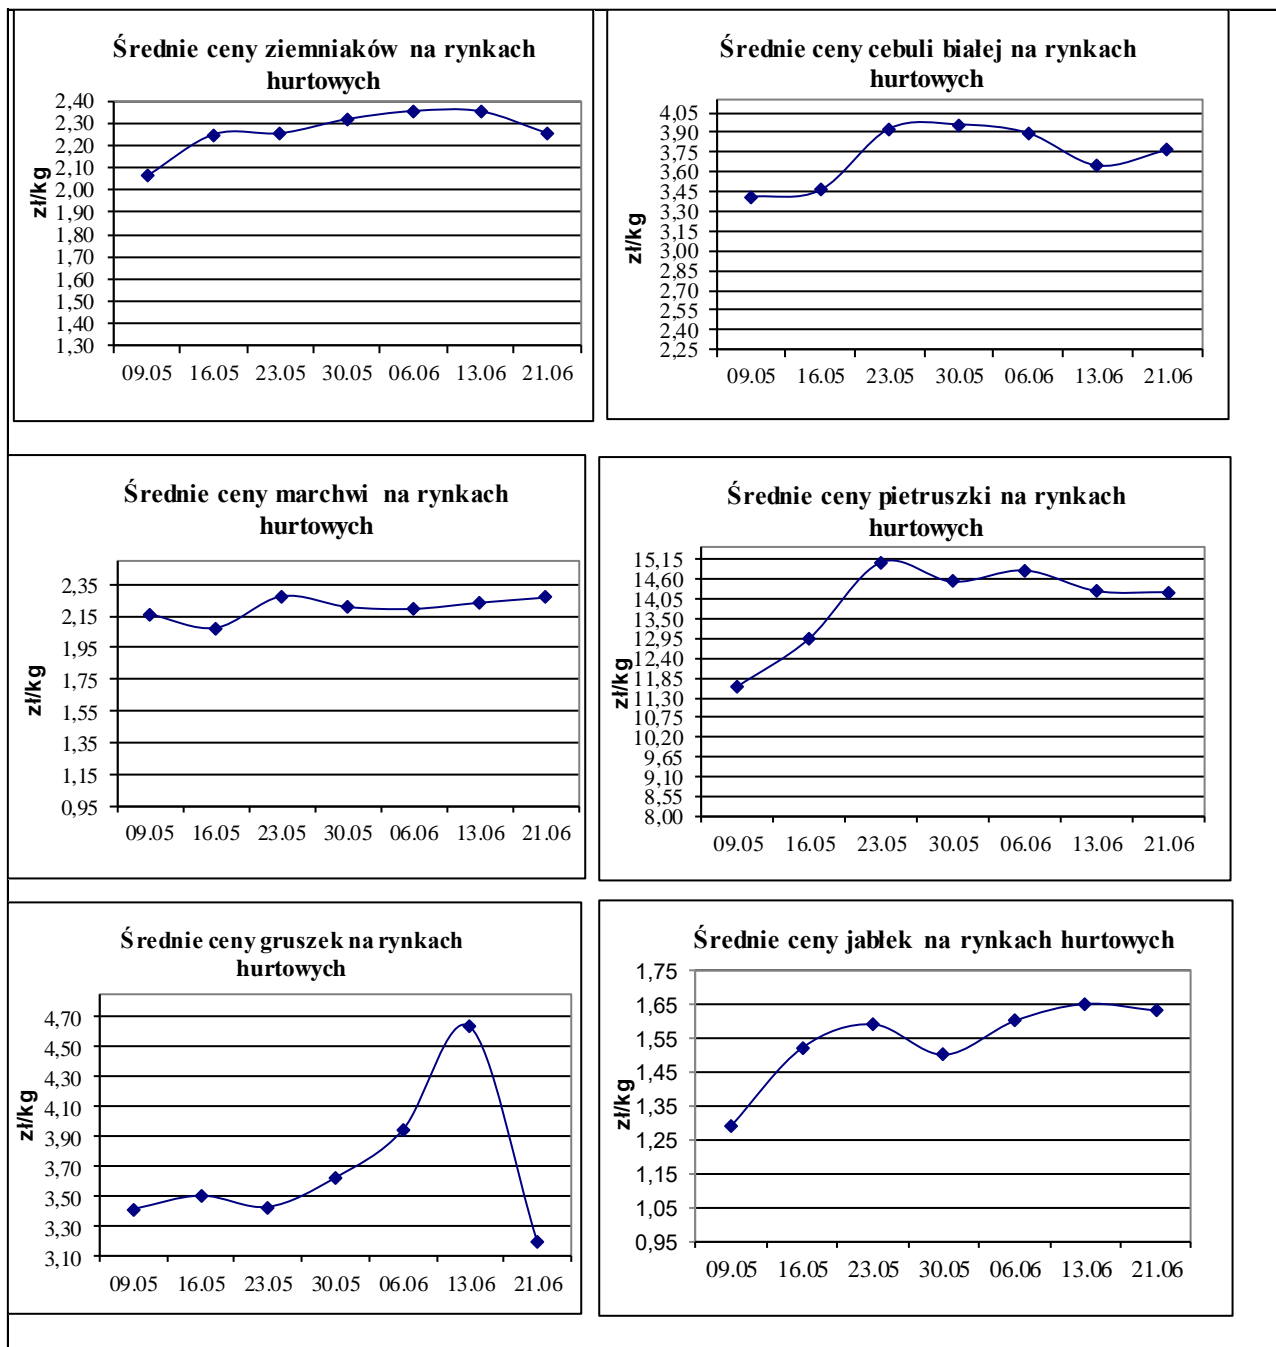 Średnie ceny ziemniaków na rynkach
hurtowych
zł/kg
2,40
2,30
2,20
2,10
2,00
1,90
1,80
1,70
1,60
1,50
1,40
1,30
09.05 16.05 23.05 30.05 06.06 13.06 21.06
Średnie ceny cebuli białej na rynkach
hurtowych
zł/kg
4,05
3,90
3,75
3,60
3,45
3,30
3,15
3,00
2,85
2,70
2,55
2,40
2,25
09.05 16.05 23.05 30.05 06.06 13.06 21.06
Średnie ceny marchwi na rynkach
hurtowych
zł/kg
2,35
2,15
1,95
1,75
1,55
1,35
1,15
0,95
09.05 16.05 23.05 30.05 06.06 13.06 21.06
Średnie ceny pietruszki na rynkach
hurtowych
zł/kg
15,15
14,60
14,05
13,50
12,95
12,40
11,85
11,30
10,75
10,20
9,65
9,10
8,55
8,00
09.05 16.05 23.05 30.05 06.06 13.06 21.06
Średnie ceny gruszek na rynkach
hurtowych
zł/kg
4,70
4,50
4,30
4,10
3,90
3,70
3,50
3,30
3,10
09.05 16.05 23.05 30.05 06.06 13.06 21.06
Średnie ceny jabłek na rynkach hurtowych
zł/kg
1,75
1,65
1,55
1,45
1,35
1,25
1,15
1,05
0,95
09.05 16.05 23.05 30.05 06.06 13.06 21.06